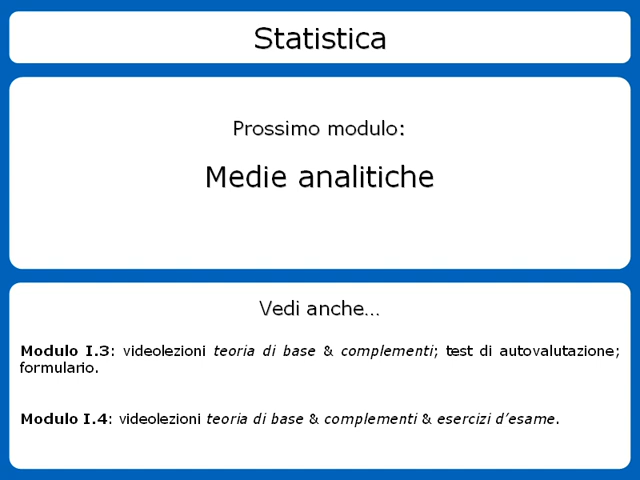 Statistica
Prossimo modulo:
Medie analitiche
Vedi anche…
Modulo I.3: videolezioni teoria di base & complementi; test di autovalutazione;
formulario.
Modulo I.4: videolezioni teoria di base & complementi & esercizi d’esame.